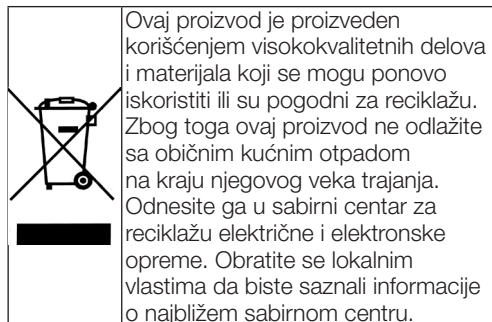 Ovaj proizvod je proizveden
korišćenjem visokokvalitetnih delova
i materijala koji se mogu ponovo
iskoristiti ili su pogodni za reciklažu.
Zbog toga ovaj proizvod ne odlažite
sa običnim kućnim otpadom
na kraju njegovog veka trajanja.
Odnesite ga u sabirni centar za
reciklažu električne i elektronske
opreme. Obratite se lokalnim
vlastima da biste saznali informacije
o najbližem sabirnom centru.